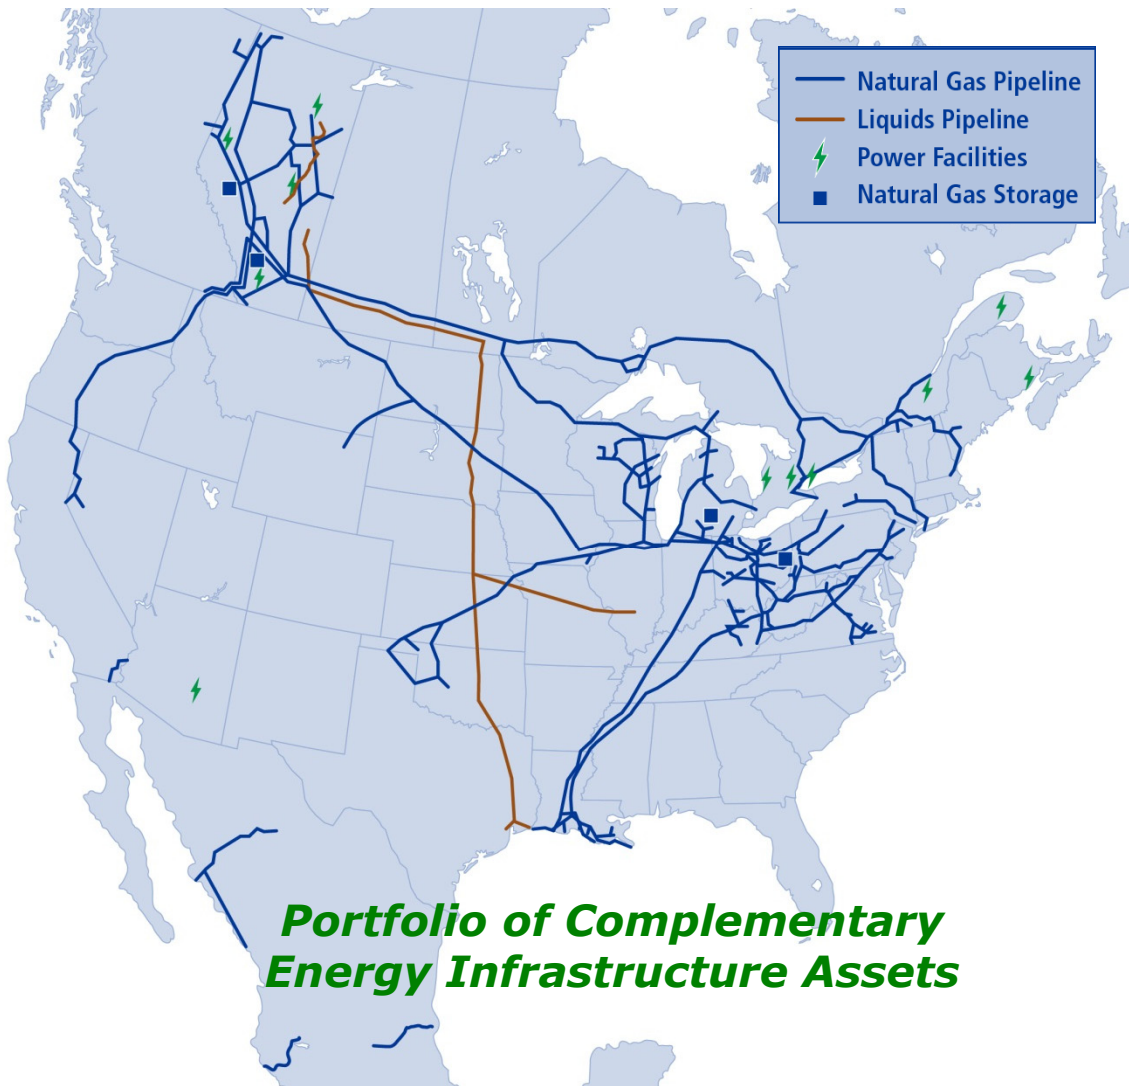 Natural Gas Pipeline
Liquids Pipeline
Power Facilities
Natural Gas Storage
Portfolio of Complementary
Energy Infrastructure Assets